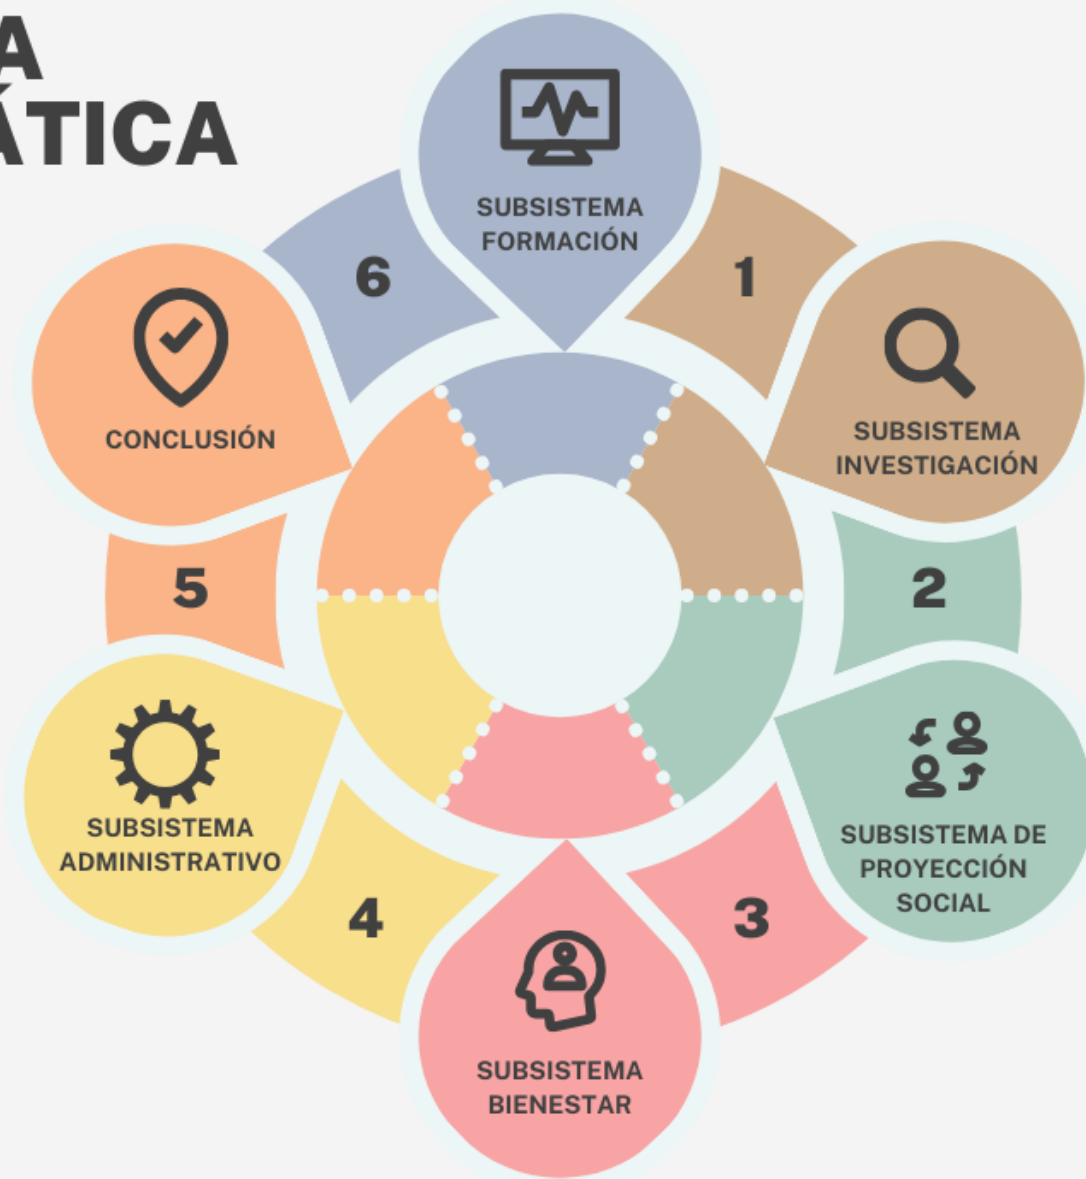 A
ÁTICA
SUBSISTEMA
FORMACIÓN
1
SUBSISTEMA
INVESTIGACIÓN
2
SUBSISTEMA DE
PROYECCIÓN
SOCIAL
3
SUBSISTEMA
BIENESTAR
4
SUBSISTEMA
ADMINISTRATIVO
5
CONCLUSIÓN
6